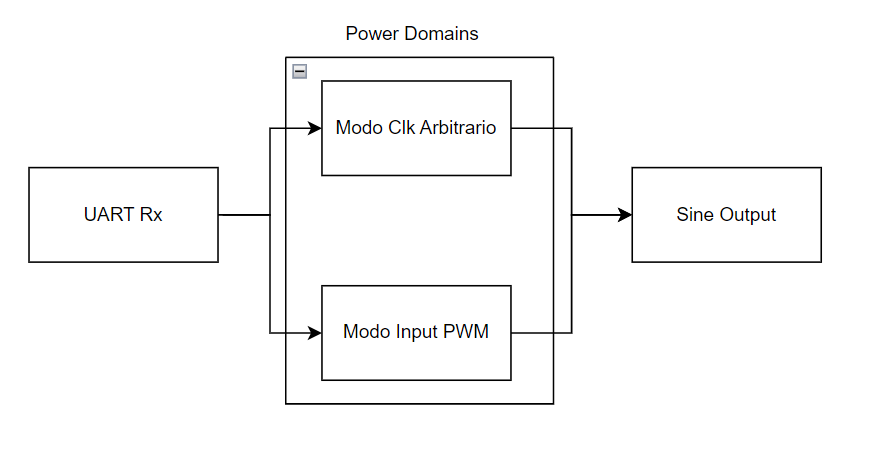 Power Domains
Modo Clk Arbitrario
UART Rx
Sine Output
Modo Input PWM